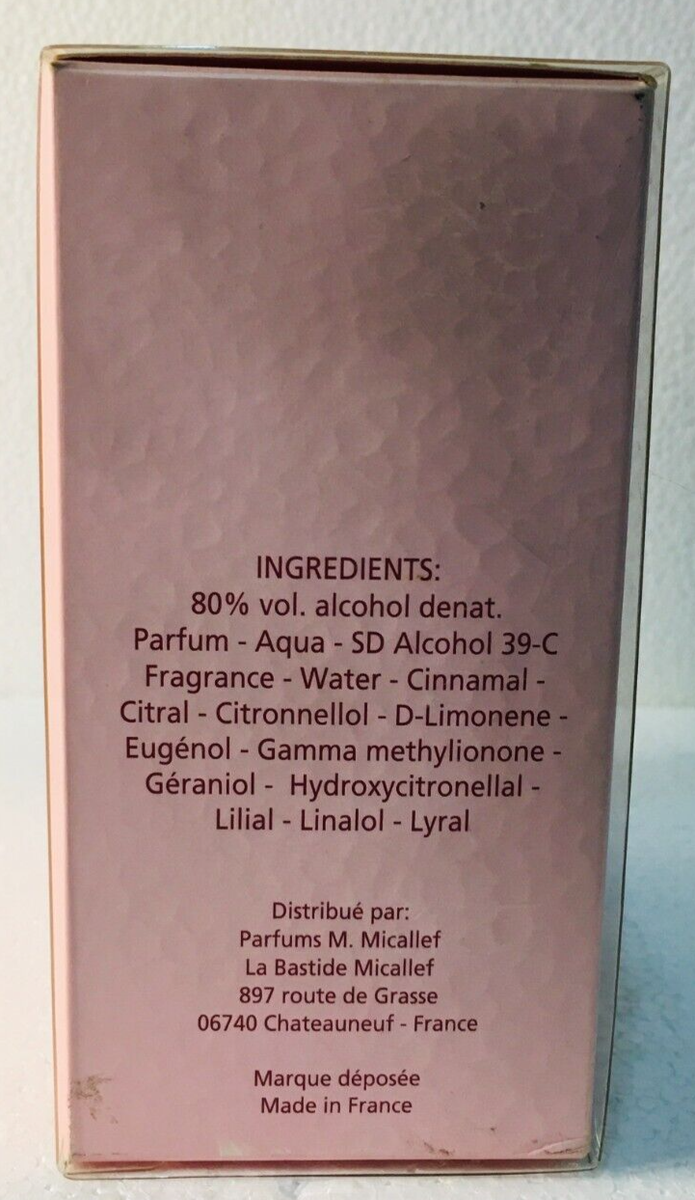 INGREDIENTS:
80% vol. alcohol denat.
Parfum - Aqua - SD Alcohol 39-C
Fragrance - Water - Cinnamal -
Citral - Citronnellol - D-Limonene -
Eugénol - Gamma methylionone -
Géraniol - Hydroxycitronellal -
Lilial - Linalol - Lyral
Distribué par:
Parfums M. Micallef
La Bastide Micallef
897 route de Grasse
06740 Chateauneuf - France
Marque déposée
Made in France